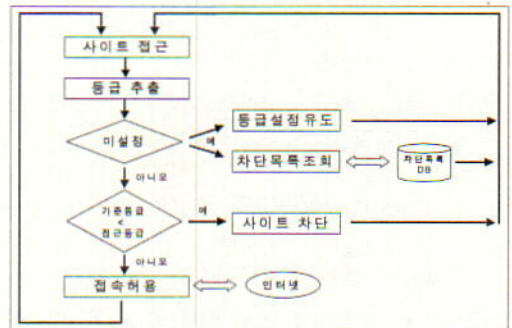 사이트 접근
등급 추출
미설정
예
등급설정유도
차단목록조회
차단목록
DB
아니오
기준등급
<
접근등급
예
사이트 차단
아니오
접속허용
인터넷